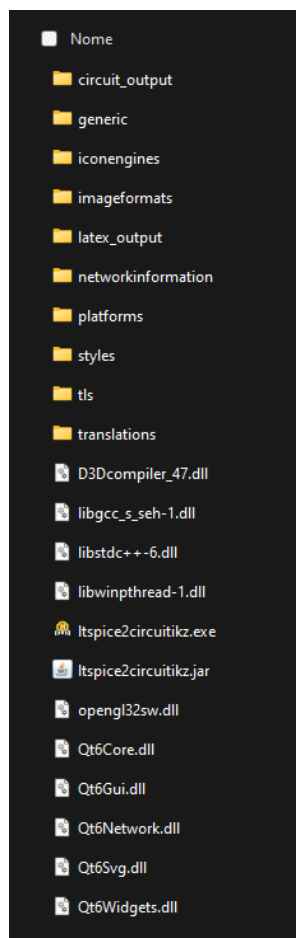 Nome
circuit_output
generic
iconengines
imageformats
latex_output
networkinformation
platforms
styles
tls
translations
D3Dcompiler_47.dll
libgcc_s_seh-1.dll
libstdc++-6.dll
libwinpthread-1.dll
ltspice2circuitikz.exe
ltspice2circuitikz.jar
opengl32sw.dll
Qt6Core.dll
Qt6Gui.dll
Qt6Network.dll
Qt6Svg.dll
Qt6Widgets.dll